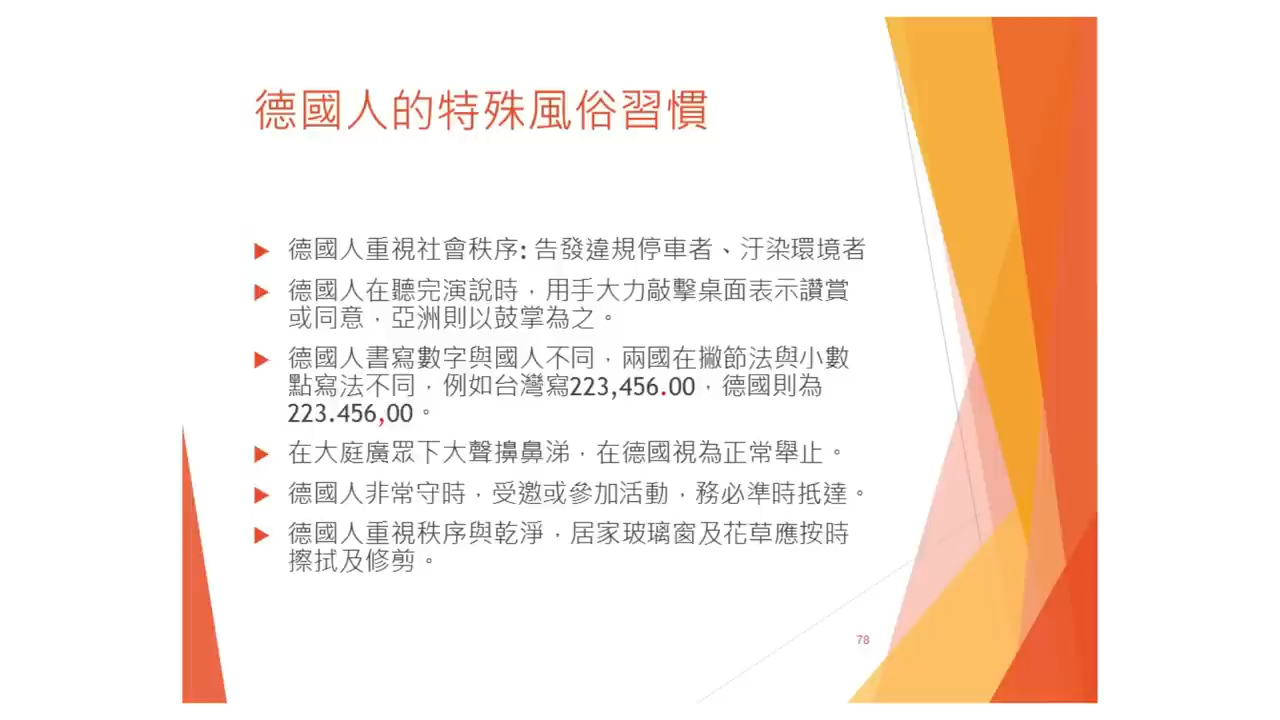 德國人的特殊風俗習慣
德國人重視社會秩序: 告發違規停車者、汙染環境者
德國人在聽完演說時，用手大力敲擊桌面表示讚賞
或同意，亞洲則以鼓掌為之。
德國人書寫數字與國人不同，兩國在撇節法與小數
點寫法不同，例如台灣寫223,456.00，德國則為
223.456,00。
在大庭廣眾下大聲擤鼻涕，在德國視為正常舉止。
德國人非常守時，受邀或參加活動，務必準時抵達。
德國人重視秩序與乾淨，居家玻璃窗及花草應按時
擦拭及修剪。
78